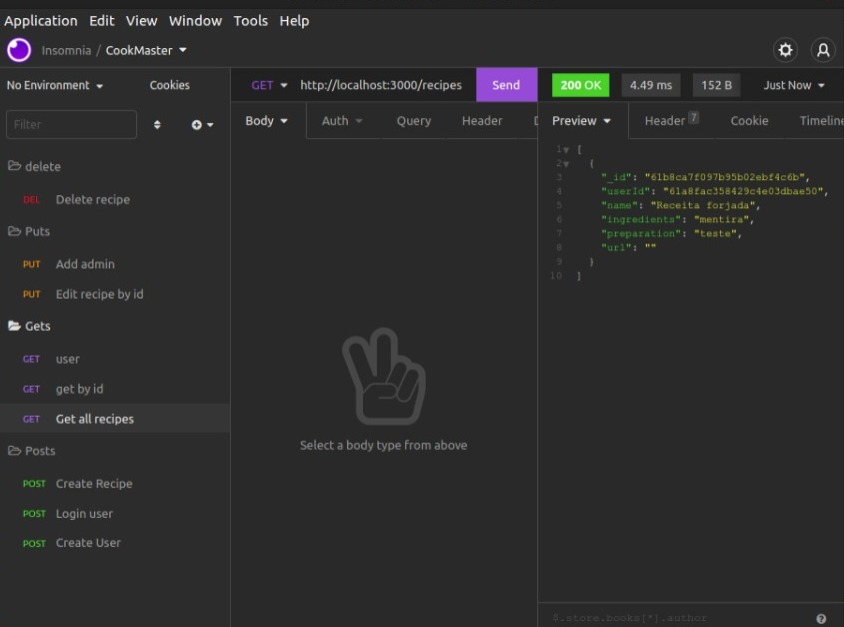 Application Edit View Window Tools Help
Insomnia / CookMaster
No Environment Cookies
GET http://localhost:3000/recipes Send
200 OK 4.49 ms 152 B Just Now
Filter
Body Auth Query Header
Preview Header 7 Cookie Timeline
delete
DEL Delete recipe
Puts
PUT Add admin
PUT Edit recipe by id
Gets
GET user
GET get by id
GET Get all recipes
Posts
POST Create Recipe
POST Login user
POST Create User
Select a body type from above
1 [
2 {
3 "_id": "61b8ca7f097b95b02ebf4c6b",
4 "userId": "61a8fac358429c4e03dbae50",
5 "name": "Receita forjada",
6 "ingredients": "mentira",
7 "preparation": "teste",
8 "url": ""
9 }
10 ]
$.store.books[*].author